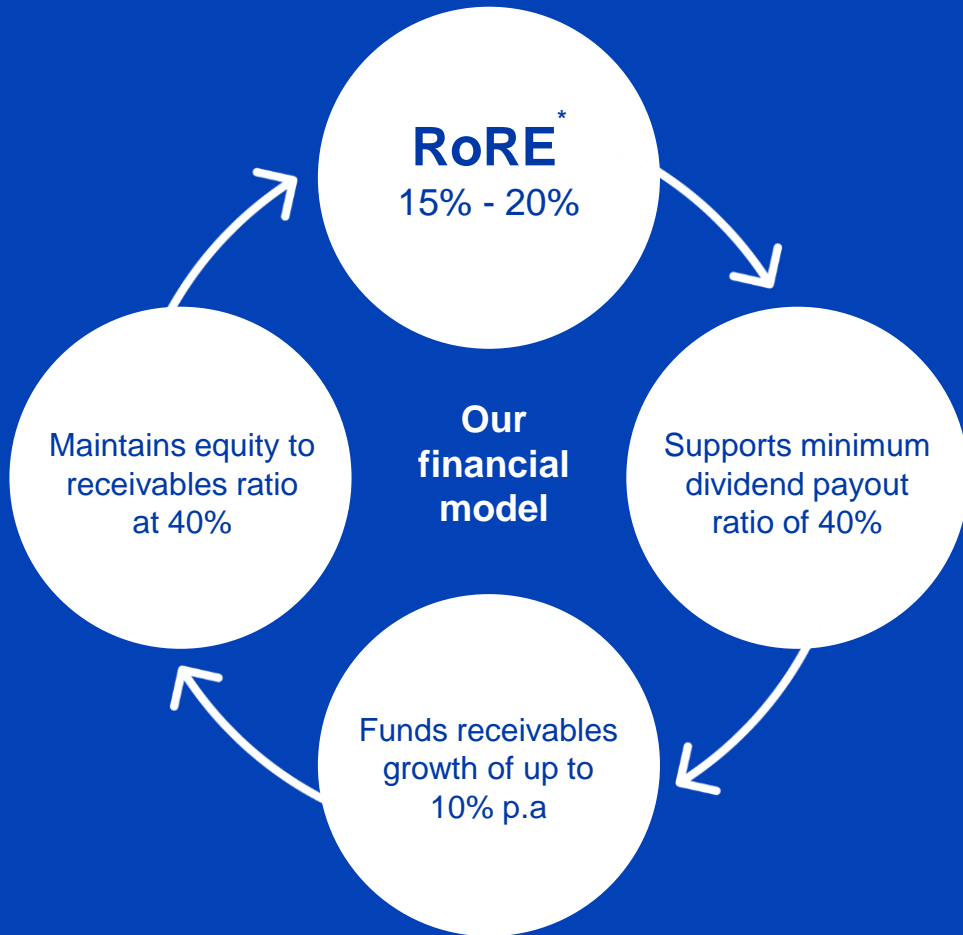 RoRE*
15% - 20%
Supports minimum
dividend payout
ratio of 40%
Funds receivables
growth of up to
10% p.a
Maintains equity to
receivables ratio
at 40%
Our
financial
model